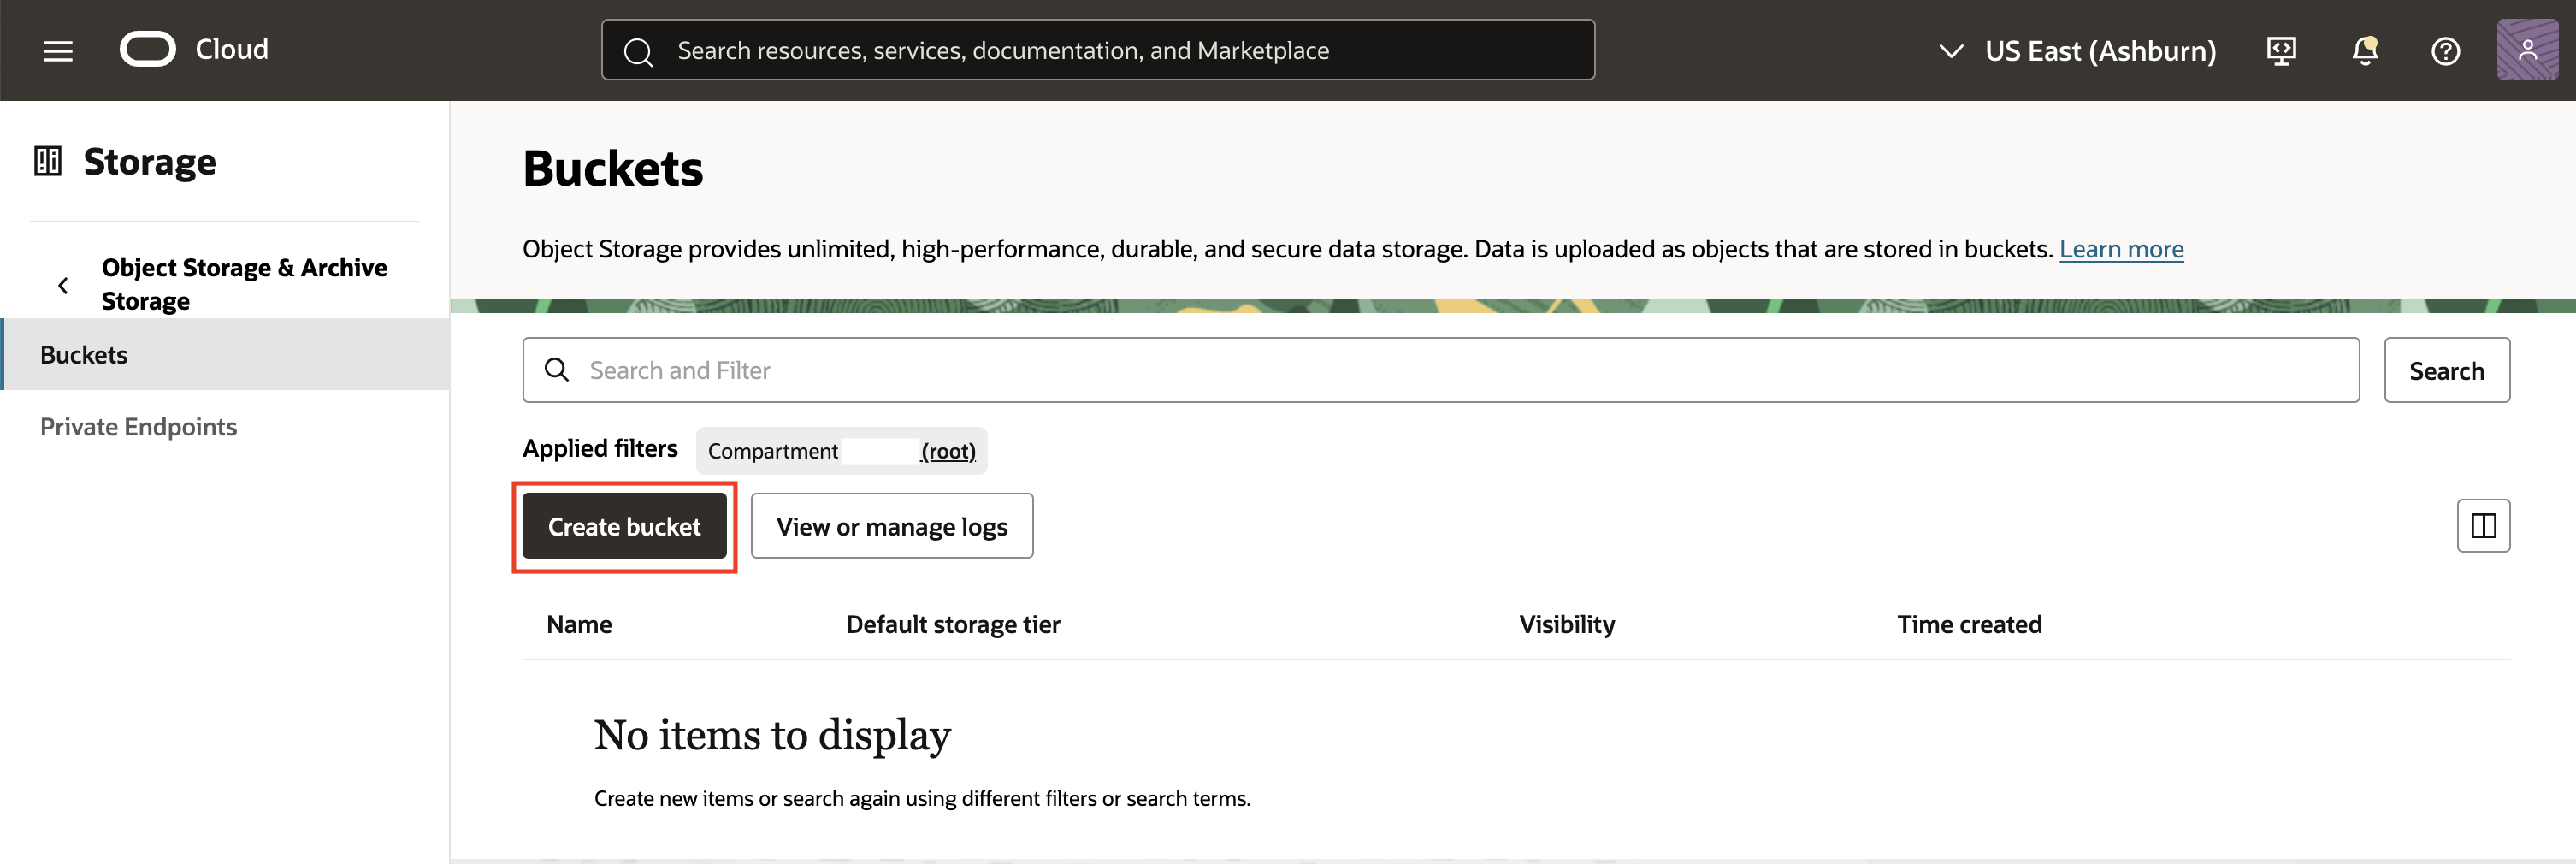 Cloud
Search resources, services, documentation, and Marketplace
US East (Ashburn)
Storage
Object Storage & Archive
Storage
Buckets
Private Endpoints
Buckets
Object Storage provides unlimited, high-performance, durable, and secure data storage. Data is uploaded as objects that are stored in buckets. Learn more
Search and Filter
Search
Applied filters
Compartment (root)
Create bucket
View or manage logs
Name
Default storage tier
Visibility
Time created
No items to display
Create new items or search again using different filters or search terms.